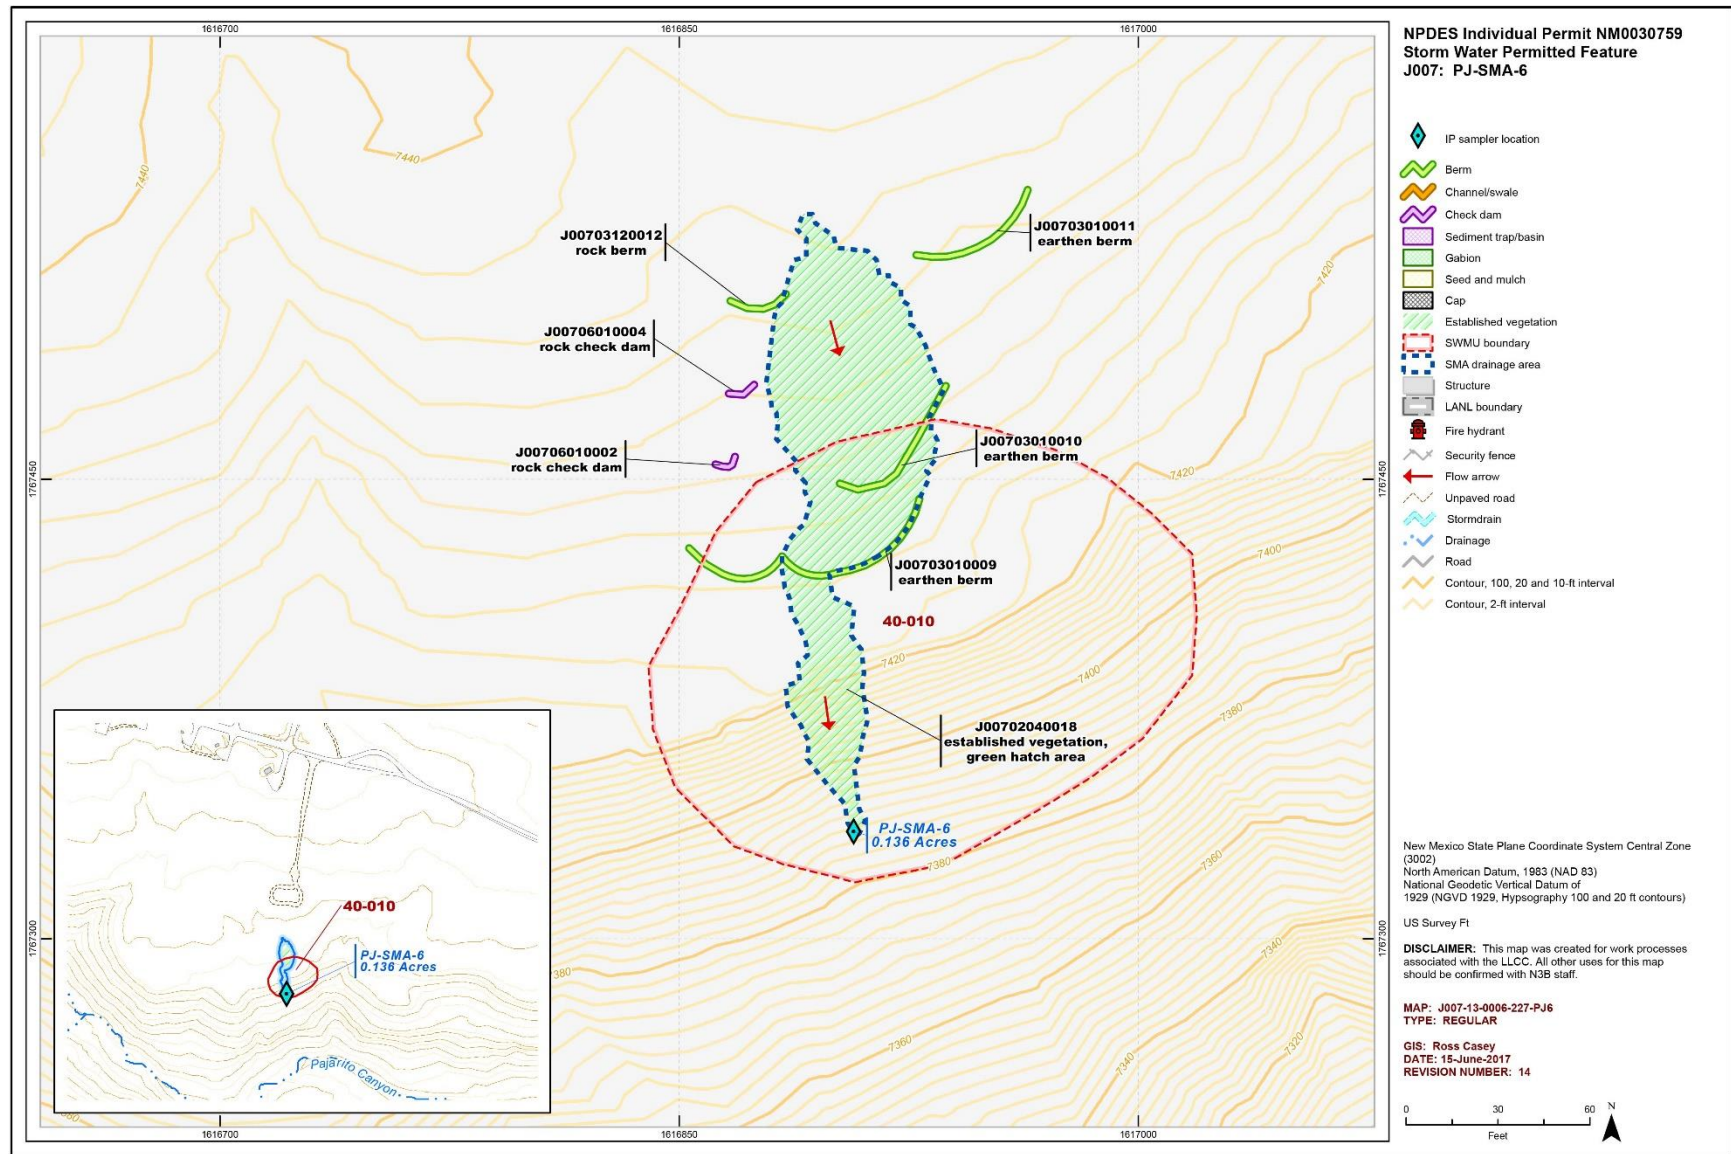 NPDES Individual Permit NM0030759
Storm Water Permitted Feature
J007: PJ-SMA-6
IP sampler location
Berm
Channel/swale
Check dam
Sediment trap/basin
Gabion
Seed and mulch
Cap
Established vegetation
SWMU boundary
SMA drainage area
Structure
LANL boundary
Fire hydrant
Security fence
Flow arrow
Unpaved road
Stormdrain
Drainage
Road
Contour, 100, 20 and 10-ft interval
Contour, 2-ft interval
New Mexico State Plane Coordinate System Central Zone
(3002)
North American Datum, 1983 (NAD 83)
National Geodetic Vertical Datum of
1929 (NGVD 1929, Hypsography 100 and 20 ft contours)
US Survey Ft
DISCLAIMER: This map was created for work processes
associated with the LLCC. All other uses for this map
should be confirmed with N3B staff.
MAP: J007-13-0006-227-PJ6
TYPE: REGULAR
GIS: Ross Casey
DATE: 15-June-2017
REVISION NUMBER: 14
0 30 60
Feet
N
1616700 1616850 1617000
7440
7440
7420
J00703120012
rock berm
J00703010011
earthen berm
J00706010004
rock check dam
J00706010002
rock check dam
J00703010010
earthen berm
1767450
1767450
7420
7400
J00703010009
earthen berm
40-010
7420
7400
7380
J00702040018
established vegetation,
green hatch area
PJ-SMA-6
0.136 Acres
7380
7360
1767300
1767300
7340
7380
7360
7340
7320
40-010
PJ-SMA-6
0.136 Acres
Pajarito Canyon
1616700 1616850 1617000